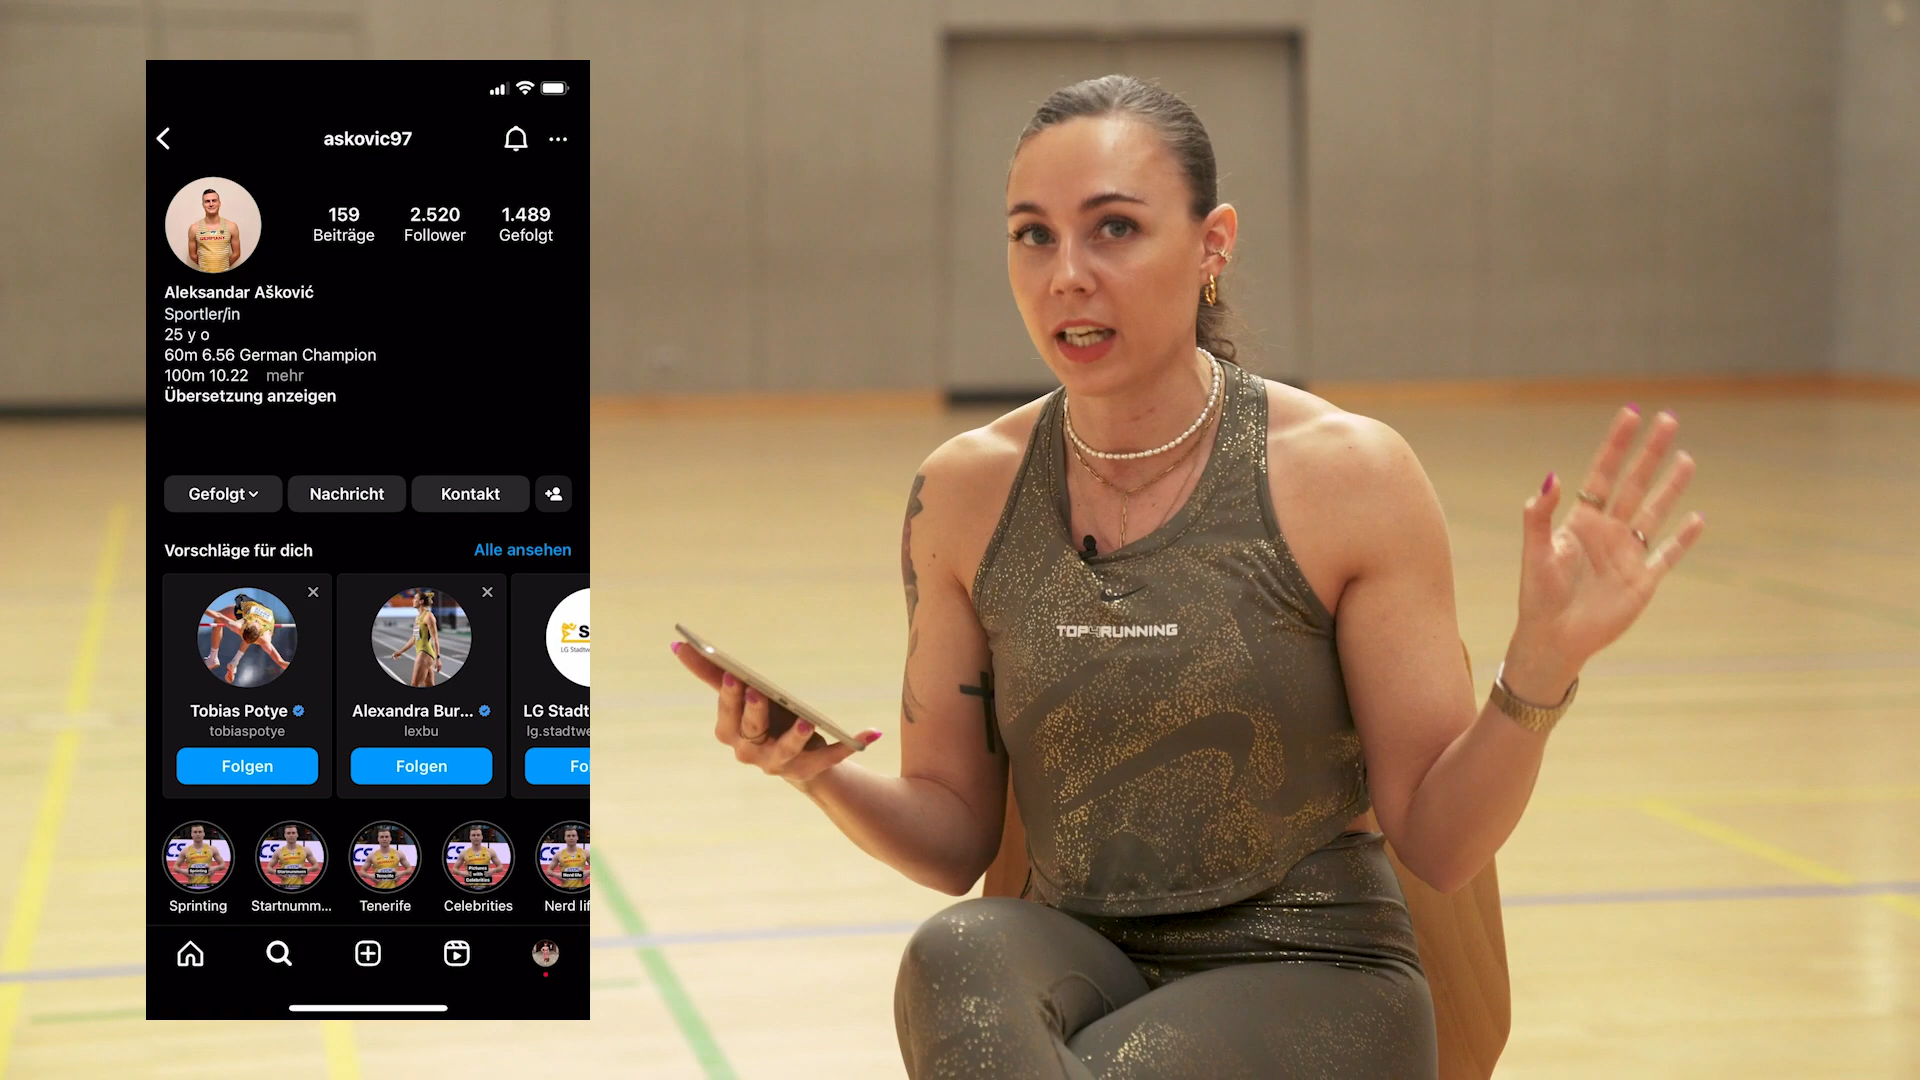 askovic97
159
Beiträge
2.520
Follower
1.489
Gefolgt
Aleksandar Ašković
Sportler/in
25 y o
60m 6.56 German Champion
100m 10.22 mehr
Übersetzung anzeigen
Gefolgt
Nachricht
Kontakt
Vorschläge für dich
Alle ansehen
Tobias Potye
tobiaspotye
Folgen
Alexandra Bur...
lexbu
Folgen
LG Stadt
lg.stadtwe
Fo
Sprinting
Startnumm...
Tenerife
Celebrities
Nerd lif
TOP4RUNNING